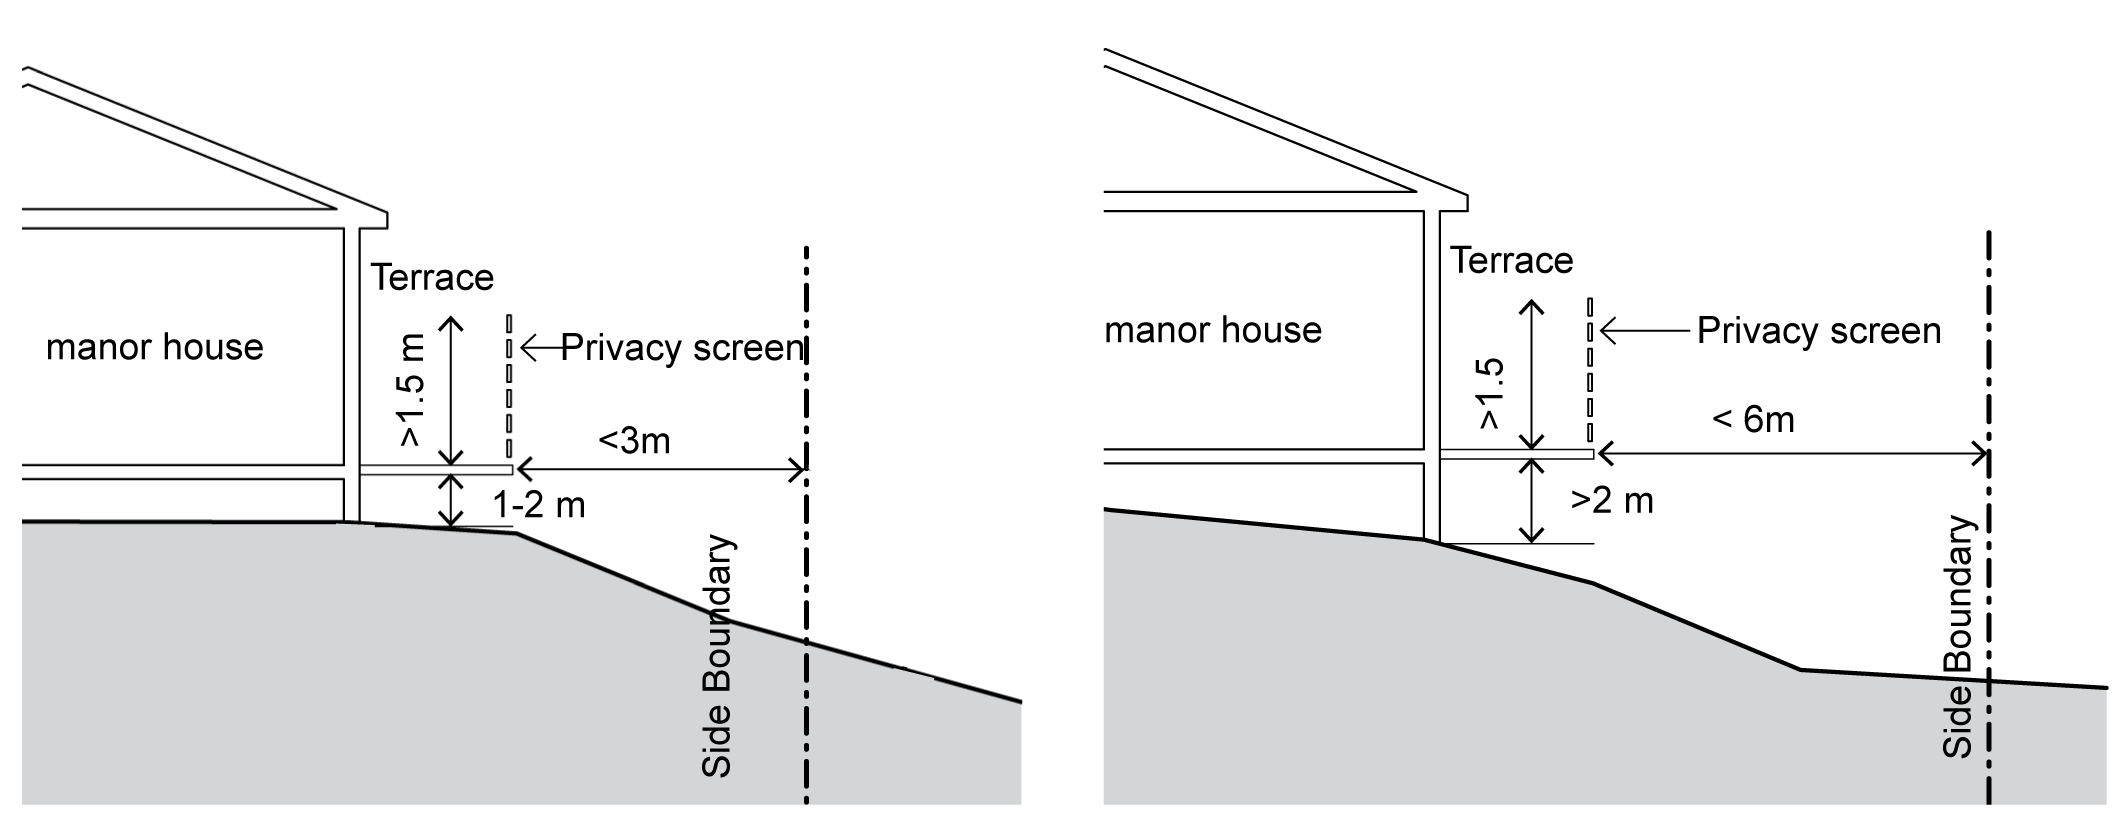 Terrace
manor house
>1.5 m
Privacy screen
<3m
1-2 m
Side Boundary
Terrace
manor house
>1.5
Privacy screen
< 6m
>2 m
Side Boundary